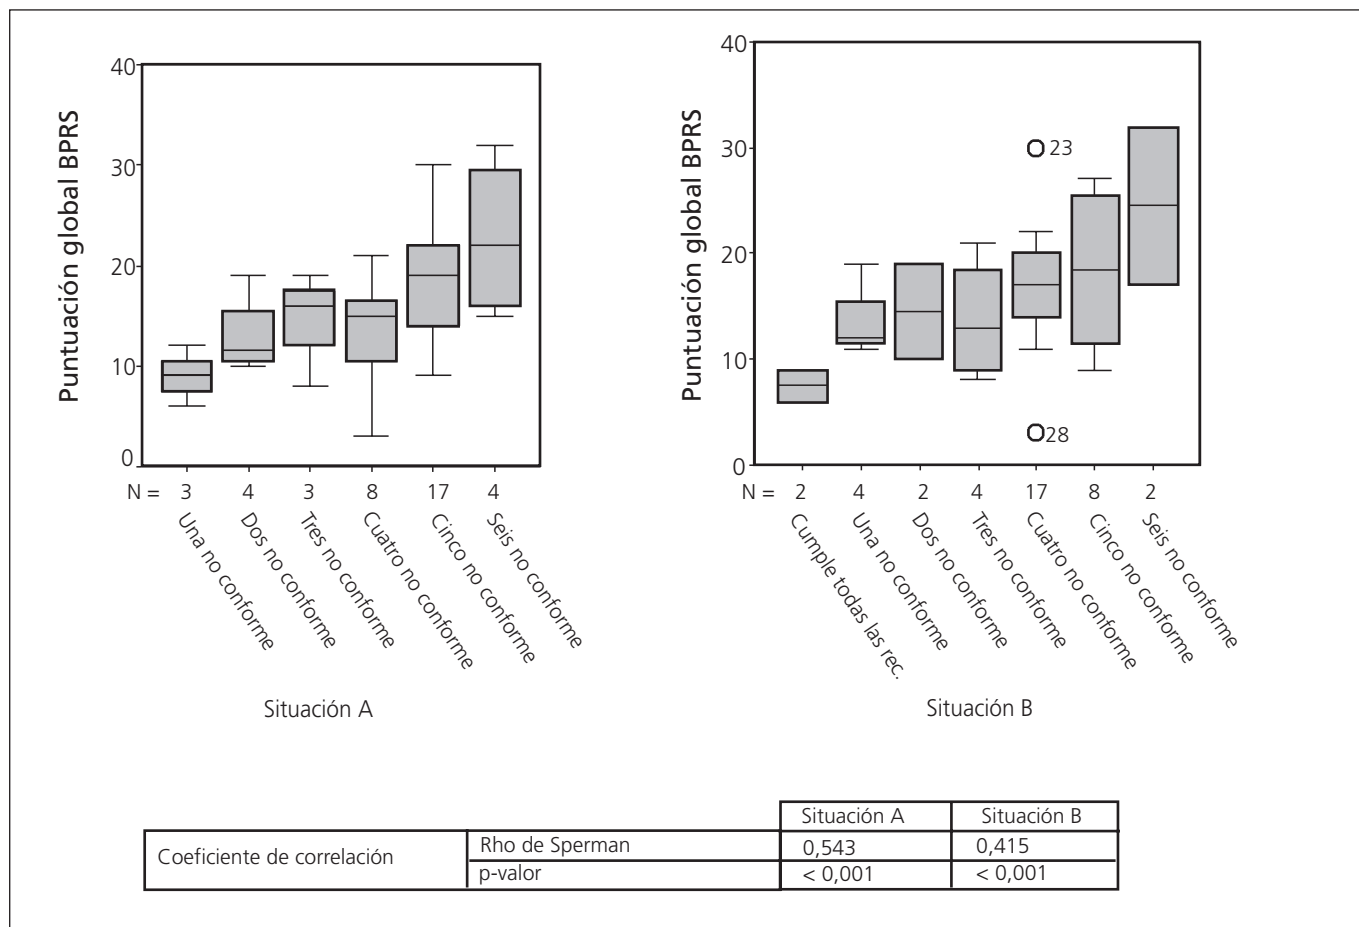 Puntuación global BPRS
40
30
20
10
0
N = 3 4 3 8 17 4
Una no conforme
Dos no conforme
Tres no conforme
Cuatro no conforme
Cinco no conforme
Seis no conforme
Situación A
Puntuación global BPRS
40
30
20
10
0
23
28
N = 2 4 2 4 17 8 2
Cumple todas las rec.
Una no conforme
Dos no conforme
Tres no conforme
Cuatro no conforme
Cinco no conforme
Seis no conforme
Situación B
Situación A Situación B
Coeficiente de correlación
Rho de Sperman 0,543 0,415
p-valor < 0,001 < 0,001